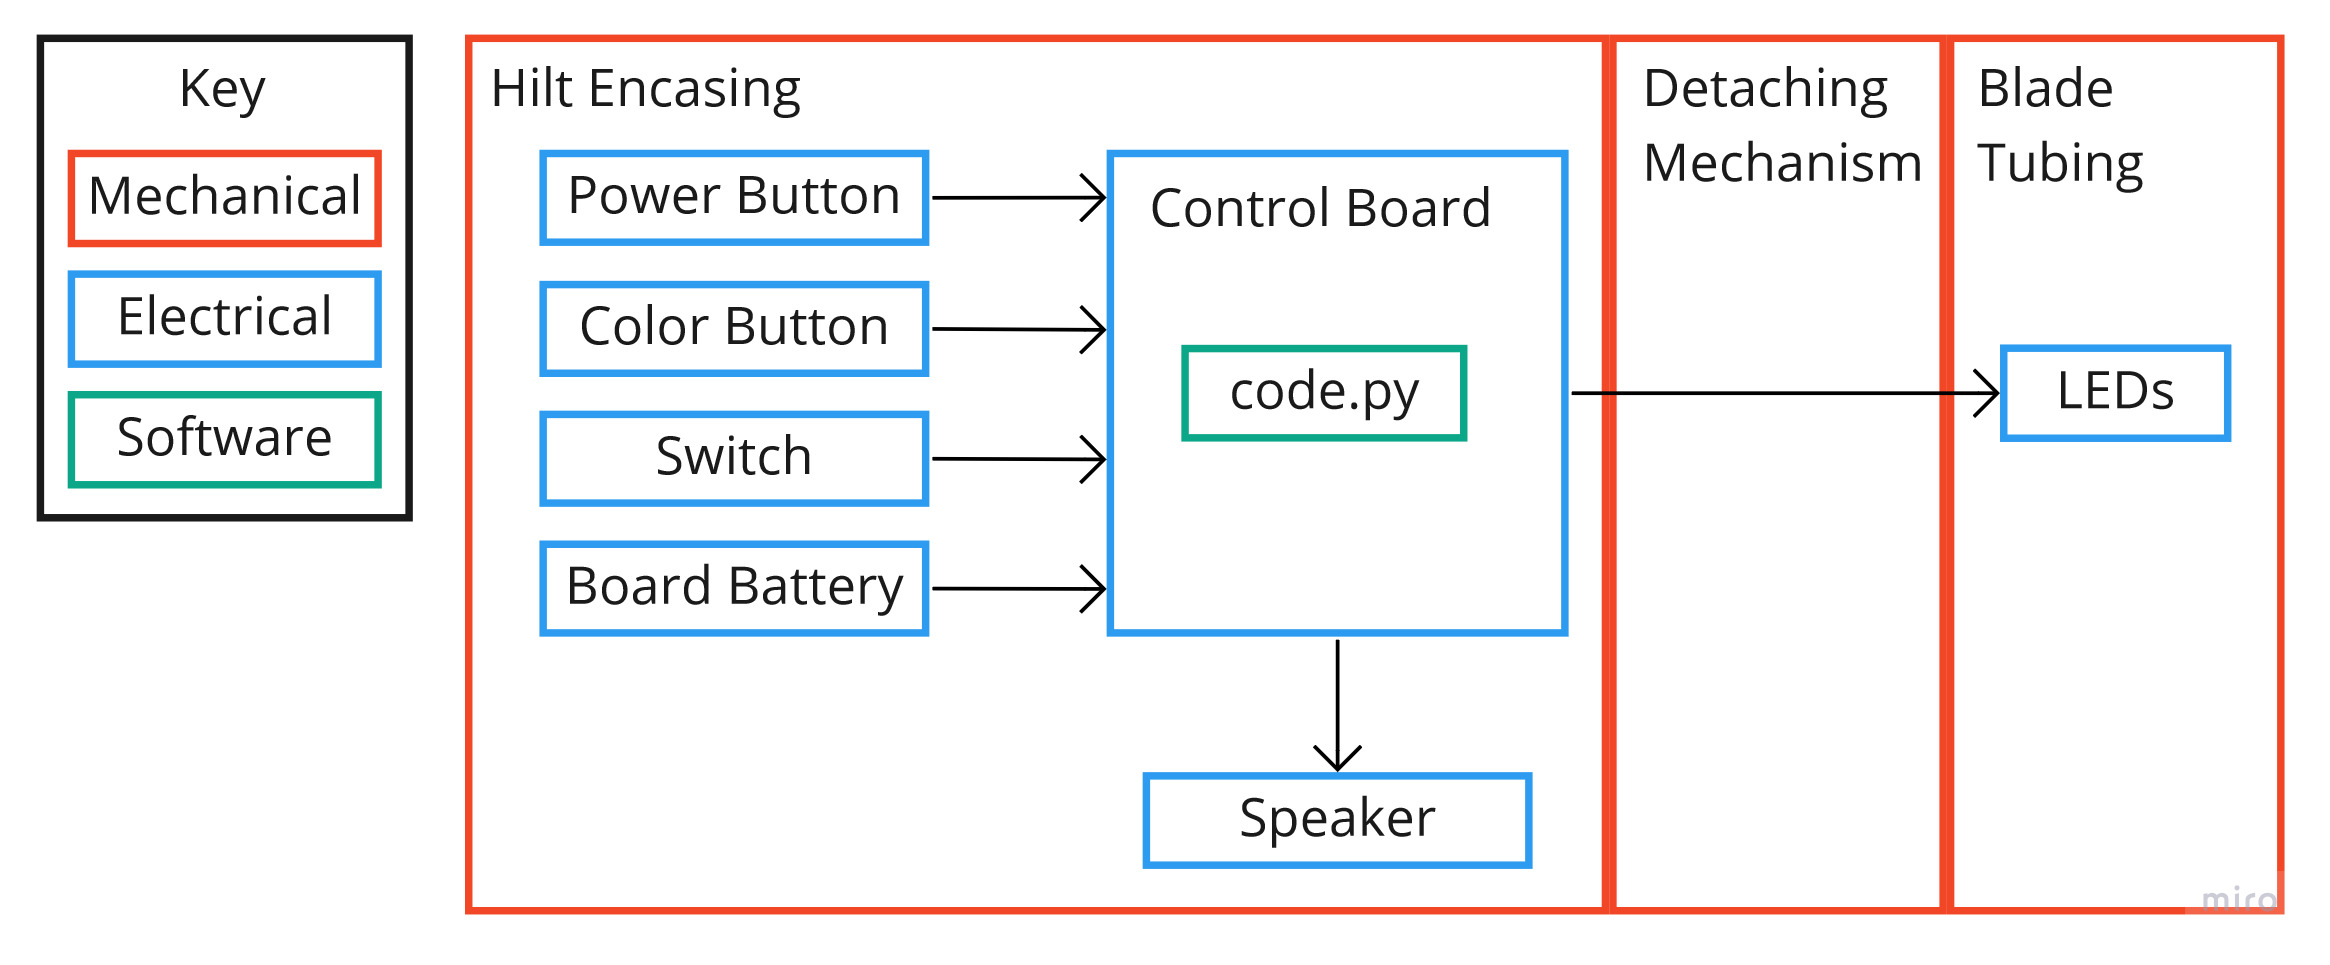 Key
Mechanical
Electrical
Software
Hilt Encasing
Power Button
Color Button
Switch
Board Battery
Control Board
code.py
Speaker
Detaching
Mechanism
Blade
Tubing
LEDs
miro